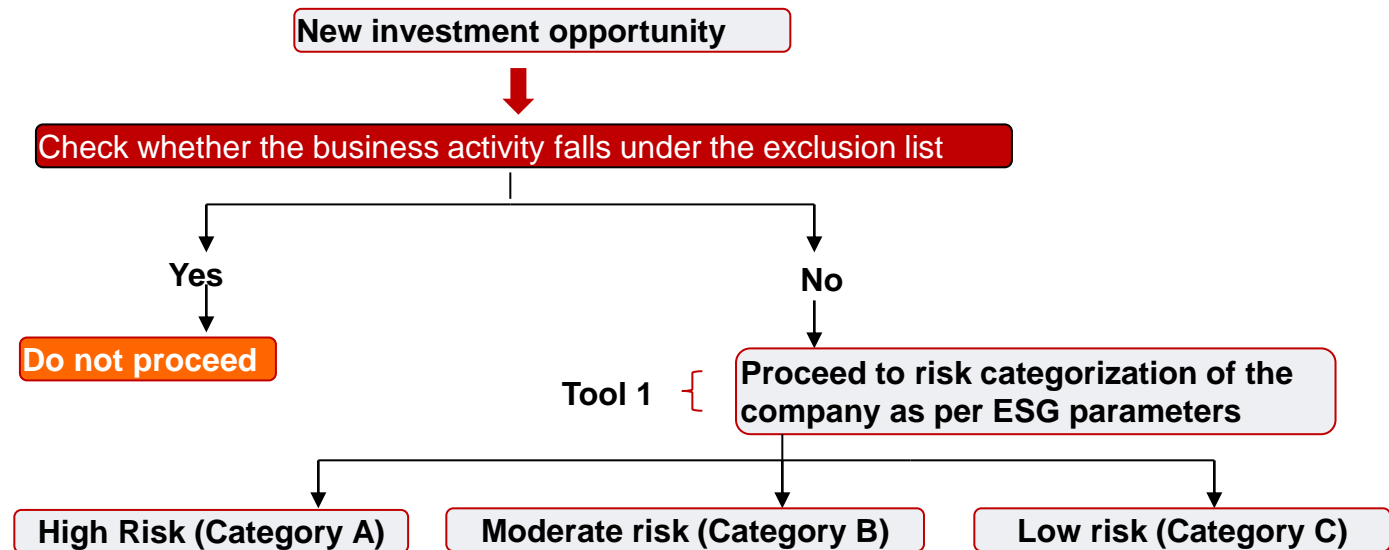 New investment opportunity
Check whether the business activity falls under the exclusion list
Yes
No
Do not proceed
Tool 1
Proceed to risk categorization of the
company as per ESG parameters
High Risk (Category A)
Moderate risk (Category B)
Low risk (Category C)